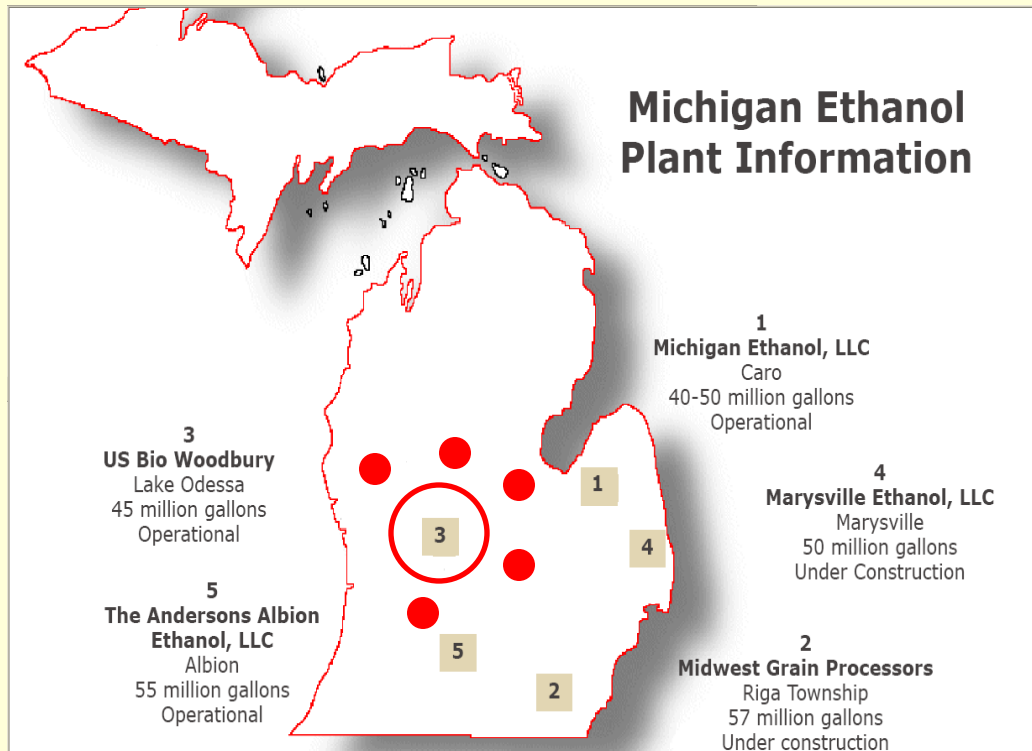 Michigan Ethanol
Plant Information
1
Michigan Ethanol, LLC
Caro
40-50 million gallons
Operational
3
US Bio Woodbury
Lake Odessa
45 million gallons
Operational
4
Marysville Ethanol, LLC
Marysville
50 million gallons
Under Construction
5
The Andersons Albion
Ethanol, LLC
Albion
55 million gallons
Operational
2
Midwest Grain Processors
Riga Township
57 million gallons
Under construction
1
3
4
5
2